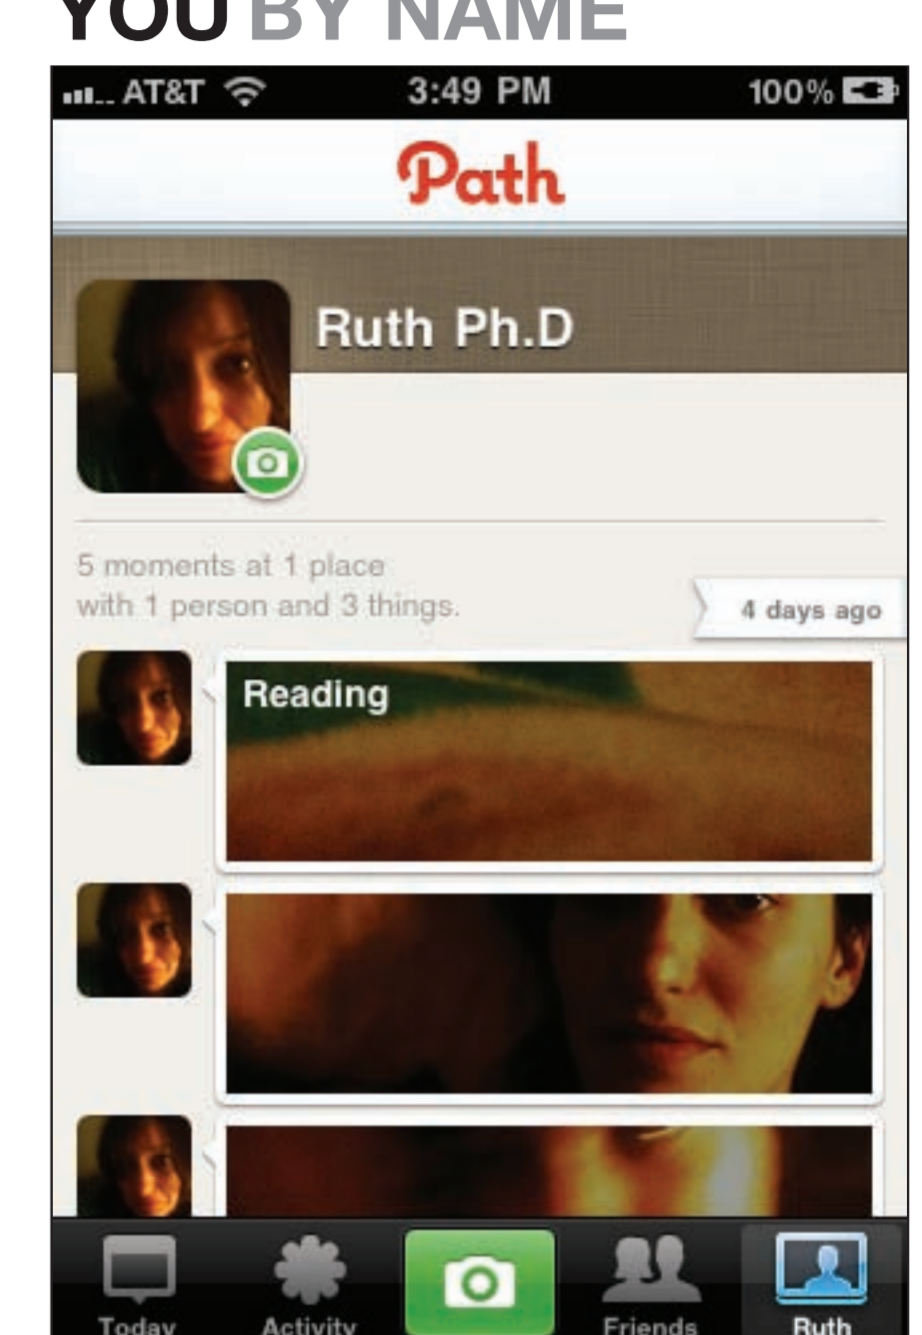 YOU BY NAME
AT&T 3:49 PM 100%
Path
Ruth Ph.D
5 moments at 1 place
with 1 person and 3 things.
4 days ago
Reading
Today Activity Friends Ruth